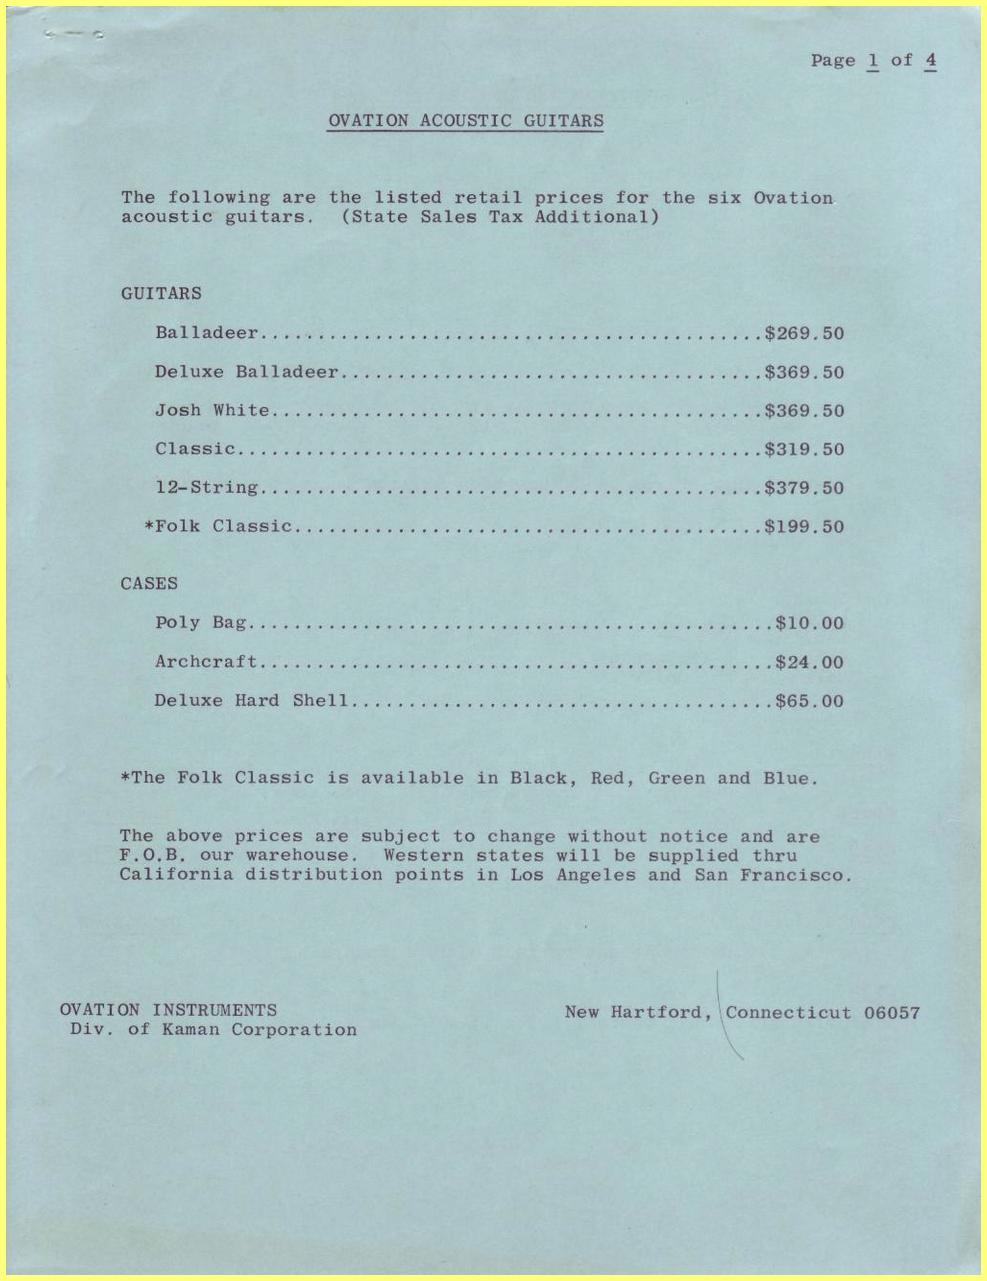 Page 1 of 4
OVATION ACOUSTIC GUITARS
The following are the listed retail prices for the six Ovation
acoustic guitars. (State Sales Tax Additional)
GUITARS
Balladeer............................................$269.50
Deluxe Balladeer.....................................$369.50
Josh White...........................................$369.50
Classic..............................................$319.50
12-String............................................$379.50
*Folk Classic.........................................$199.50
CASES
Poly Bag..............................................$10.00
Archcraft.............................................$24.00
Deluxe Hard Shell.....................................$65.00
*The Folk Classic is available in Black, Red, Green and Blue.
The above prices are subject to change without notice and are
F.O.B. our warehouse. Western states will be supplied thru
California distribution points in Los Angeles and San Francisco.
OVATION INSTRUMENTS
Div. of Kaman Corporation
New Hartford, Connecticut 06057